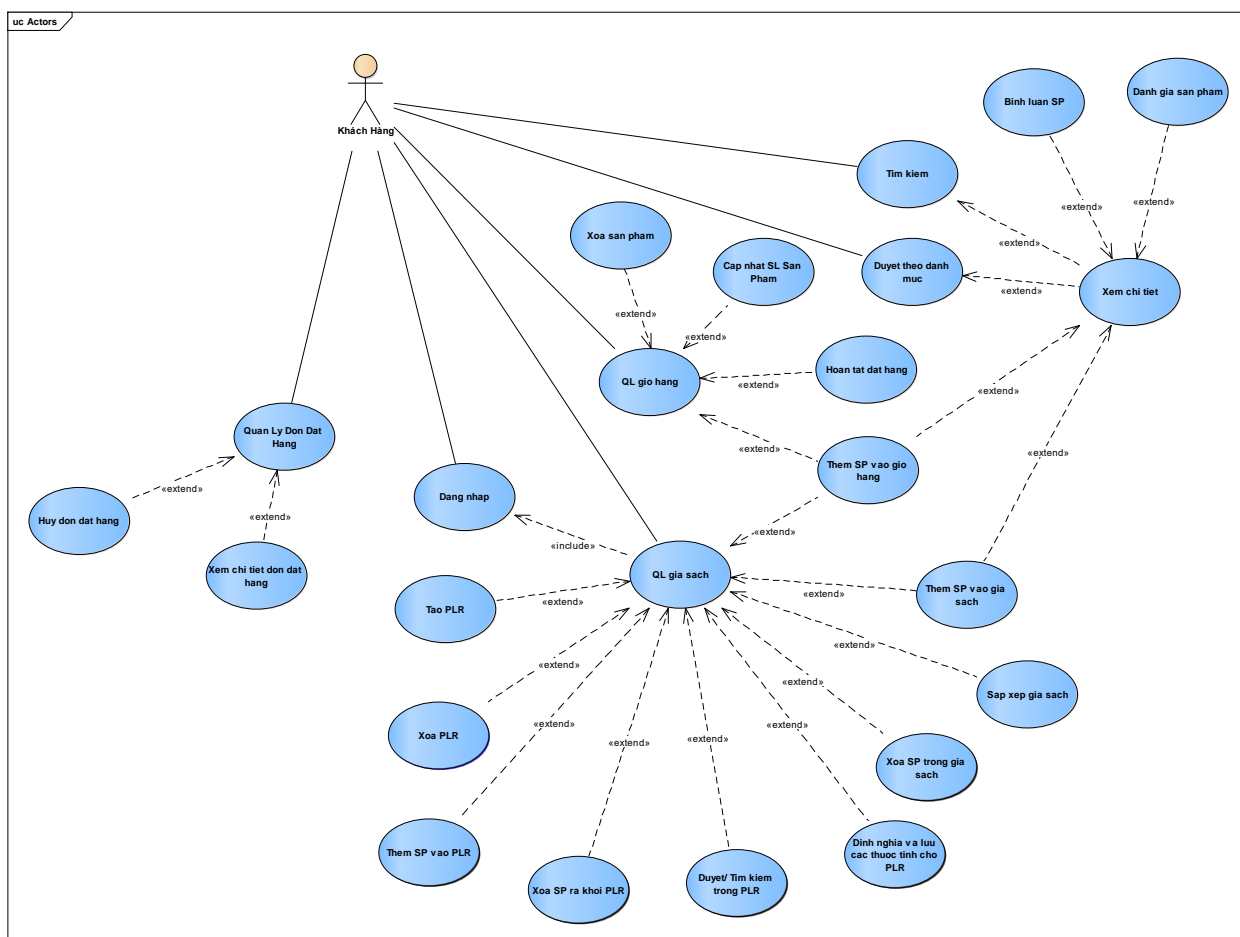 uc Actors
Khách Hàng
Binh luan SP
Danh gia san pham
Tim kiem
«extend»
«extend»
Xoa san pham
«extend»
Cap nhat SL San
Pham
Duyet theo danh
muc
«extend»
Xem chi tiet
«extend»
«extend»
QL gio hang
«extend»
Hoan tat dat hang
Quan Ly Don Dat
Hang
«extend»
«extend»
Them SP vao gio
hang
«extend»
«extend»
Huy don dat hang
Dang nhap
«extend»
«extend»
«include»
Xem chi tiet don dat
hang
QL gia sach
Tao PLR
«extend»
«extend»
Them SP vao gia
sach
«extend»
«extend»
Sap xep gia sach
«extend»
Xoa PLR
«extend»
«extend»
«extend»
«extend»
Xoa SP trong gia
sach
Them SP vao PLR
Dinh nghia va luu
cac thuoc tinh cho
PLR
Xoa SP ra khoi PLR
Duyet/ Tim kiem
trong PLR